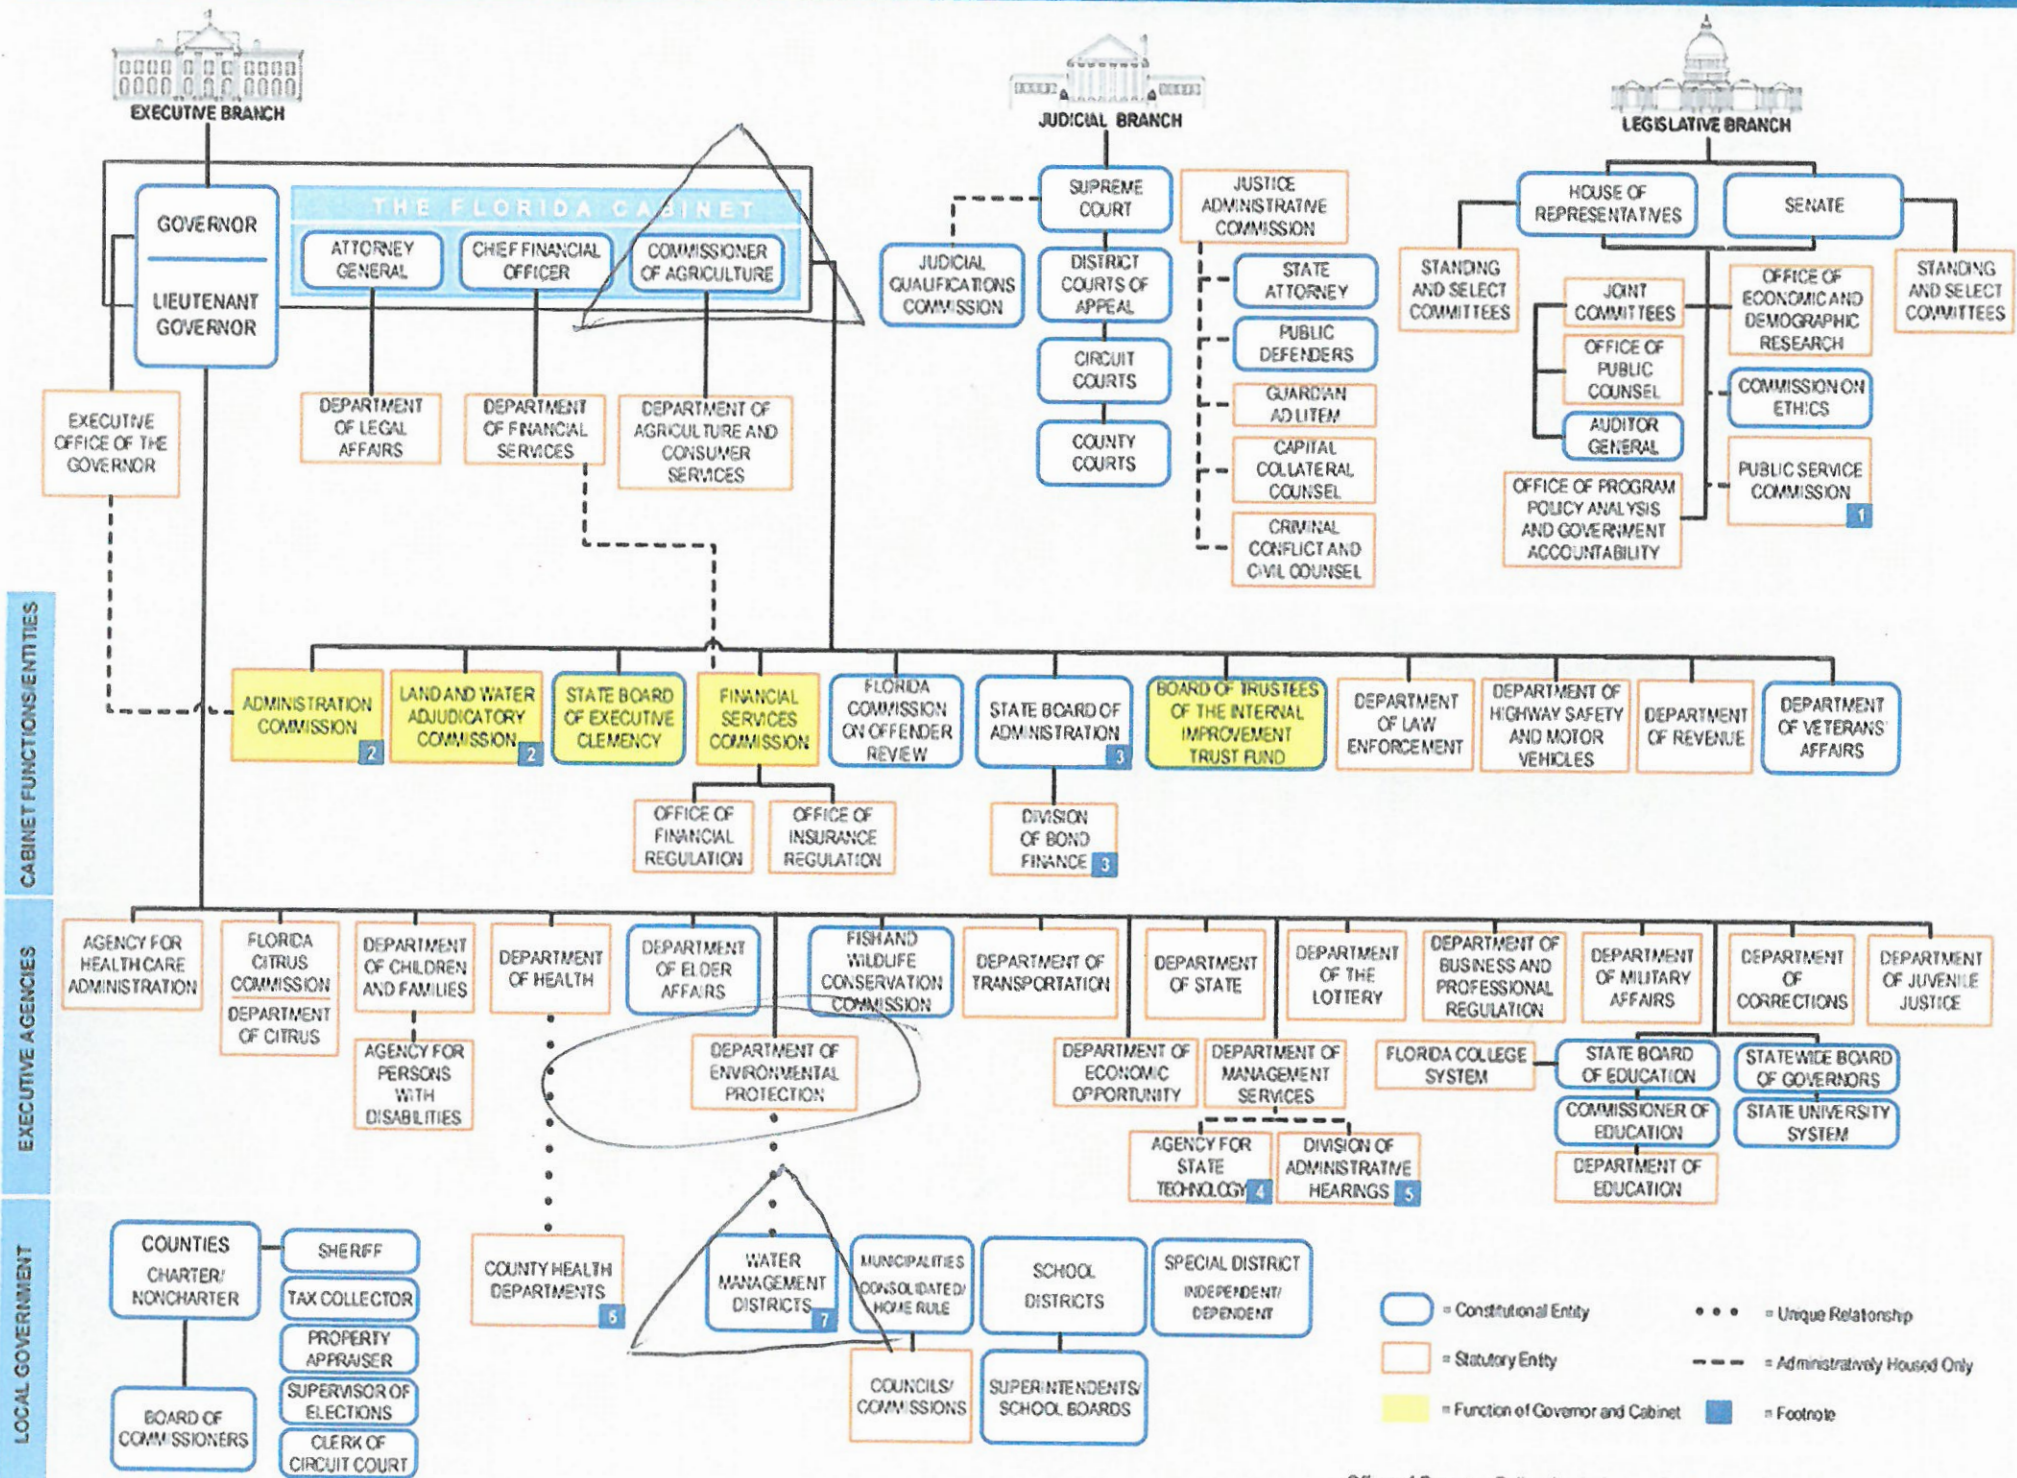 EXECUTIVE BRANCH
GOVERNOR
LIEUTENANT
GOVERNOR
THE FLORIDA CABINET
ATTORNEY
GENERAL
CHIEF FINANCIAL
OFFICER
COMMISSIONER
OF AGRICULTURE
EXECUTIVE
OFFICE OF THE
GOVERNOR
DEPARTMENT
OF LEGAL
AFFAIRS
DEPARTMENT
OF FINANCIAL
SERVICES
DEPARTMENT OF
AGRICULTURE AND
CONSUMER
SERVICES
JUDICIAL BRANCH
SUPREME
COURT
JUDICIAL
QUALIFICATIONS
COMMISSION
DISTRICT
COURTS OF
APPEAL
CIRCUIT
COURTS
COUNTY
COURTS
JUSTICE
ADMINISTRATIVE
COMMISSION
STATE
ATTORNEY
PUBLIC
DEFENDERS
GUARDIAN
AD LITEM
CAPITAL
COLLATERAL
COUNSEL
CRIMINAL
CONFLICT AND
CIVIL COUNSEL
LEGISLATIVE BRANCH
HOUSE OF
REPRESENTATIVES
SENATE
STANDING
AND SELECT
COMMITTEES
JOINT
COMMITTEES
OFFICE OF
PUBLIC
COUNSEL
AUDITOR
GENERAL
OFFICE OF PROGRAM
POLICY ANALYSIS
AND GOVERNMENT
ACCOUNTABILITY
OFFICE OF
ECONOMIC AND
DEMOGRAPHIC
RESEARCH
COMMISSION ON
ETHICS
PUBLIC SERVICE
COMMISSION
1
STANDING
AND SELECT
COMMITTEES
CABINET FUNCTIONS/ENTITIES
ADMINISTRATION
COMMISSION
2
LAND AND WATER
ADJUDICATORY
COMMISSION
2
STATE BOARD
OF EXECUTIVE
CLEMENCY
FINANCIAL
SERVICES
COMMISSION
OFFICE OF
FINANCIAL
REGULATION
OFFICE OF
INSURANCE
REGULATION
FLORIDA
COMMISSION
ON OFFENDER
REVIEW
STATE BOARD OF
ADMINISTRATION
3
DIVISION
OF BOND
FINANCE
3
BOARD OF TRUSTEES
OF THE INTERNAL
IMPROVEMENT
TRUST FUND
DEPARTMENT
OF LAW
ENFORCEMENT
DEPARTMENT OF
HIGHWAY SAFETY
AND MOTOR
VEHICLES
DEPARTMENT
OF REVENUE
DEPARTMENT
OF VETERANS'
AFFAIRS
EXECUTIVE AGENCIES
AGENCY FOR
HEALTH CARE
ADMINISTRATION
FLORIDA
CITRUS
COMMISSION
DEPARTMENT
OF CITRUS
DEPARTMENT
OF CHILDREN
AND FAMILIES
AGENCY FOR
PERSONS
WITH
DISABILITIES
DEPARTMENT
OF HEALTH
DEPARTMENT
OF ELDER
AFFAIRS
DEPARTMENT OF
ENVIRONMENTAL
PROTECTION
FISH AND
WILDLIFE
CONSERVATION
COMMISSION
DEPARTMENT OF
TRANSPORTATION
DEPARTMENT OF
ECONOMIC
OPPORTUNITY
DEPARTMENT
OF STATE
DEPARTMENT OF
MANAGEMENT
SERVICES
AGENCY FOR
STATE
TECHNOLOGY
4
DIVISION OF
ADMINISTRATIVE
HEARINGS
5
DEPARTMENT
OF THE
LOTTERY
DEPARTMENT OF
BUSINESS AND
PROFESSIONAL
REGULATION
DEPARTMENT
OF MILITARY
AFFAIRS
FLORIDA COLLEGE
SYSTEM
STATE BOARD
OF EDUCATION
COMMISSIONER OF
EDUCATION
DEPARTMENT OF
EDUCATION
STATEWIDE BOARD
OF GOVERNORS
STATE UNIVERSITY
SYSTEM
DEPARTMENT
OF
CORRECTIONS
DEPARTMENT
OF JUVENILE
JUSTICE
LOCAL GOVERNMENT
COUNTIES
CHARTER/
NONCHARTER
BOARD OF
COMMISSIONERS
SHERIFF
TAX COLLECTOR
PROPERTY
APPRAISER
SUPERVISOR OF
ELECTIONS
CLERK OF
CIRCUIT COURT
COUNTY HEALTH
DEPARTMENTS
6
WATER
MANAGEMENT
DISTRICTS
7
MUNICIPALITIES
CONSOLIDATED/
HOME RULE
COUNCILS/
COMMISSIONS
SCHOOL
DISTRICTS
SUPERINTENDENTS/
SCHOOL BOARDS
SPECIAL DISTRICT
INDEPENDENT/
DEPENDENT
= Constitutional Entity
= Statutory Entity
= Function of Governor and Cabinet
= Unique Relationship
= Administratively Housed Only
= Footnote